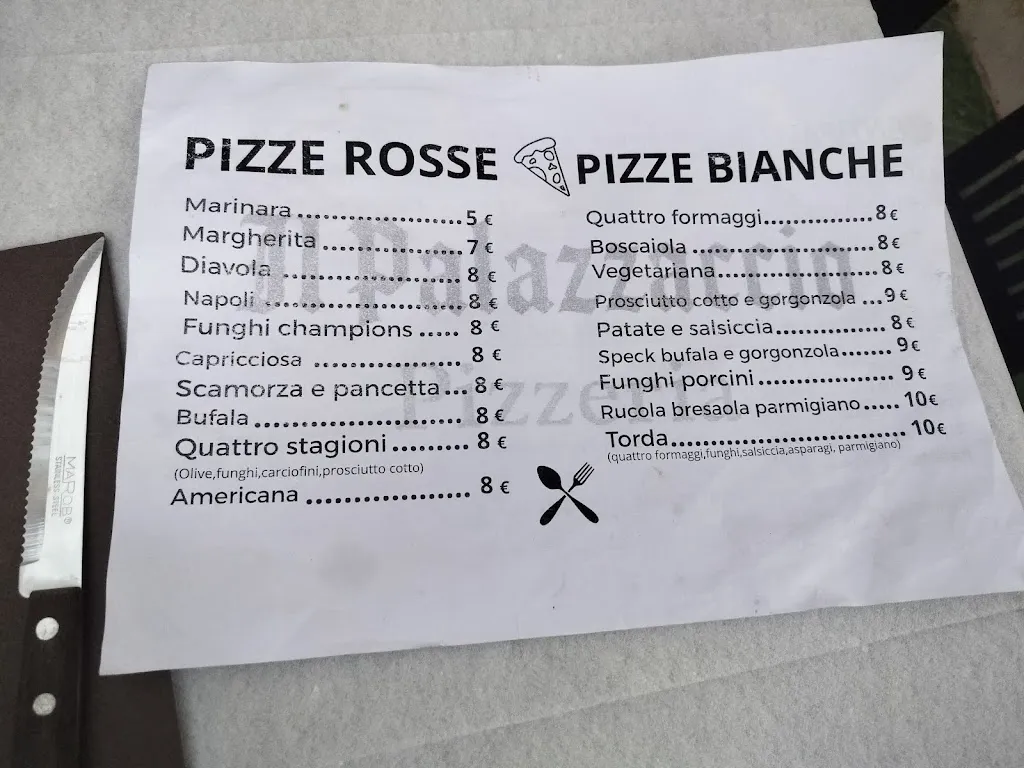 PIZZE ROSSE
Marinara ........................ 5 €
Margherita ..................... 7 €
Diavola ........................... 8 €
Napoli ............................. 8 €
Funghi champions ..... 8 €
Capricciosa ..................... 8 €
Scamorza e pancetta... 8 €
Bufala .............................. 8 €
Quattro stagioni ......... 8 €
(Olive,funghi,carciofini,prosciutto cotto)
Americana ................... 8 €
PIZZE BIANCHE
Quattro formaggi............... 8€
Boscaiola ........................... 8€
Vegetariana....................... 8€
Prosciutto cotto e gorgonzola ... 9€
Patate e salsiccia............... 8€
Speck bufala e gorgonzola....... 9€
Funghi porcini................... 9€
Rucola bresaola parmigiano..... 10€
Torda.................................. 10€
(quattro formaggi,funghi,salsiccia,asparagi, parmigiano)
Il Palazzaccio
Pizzeria
MAROB®
STAINLESS STEEL